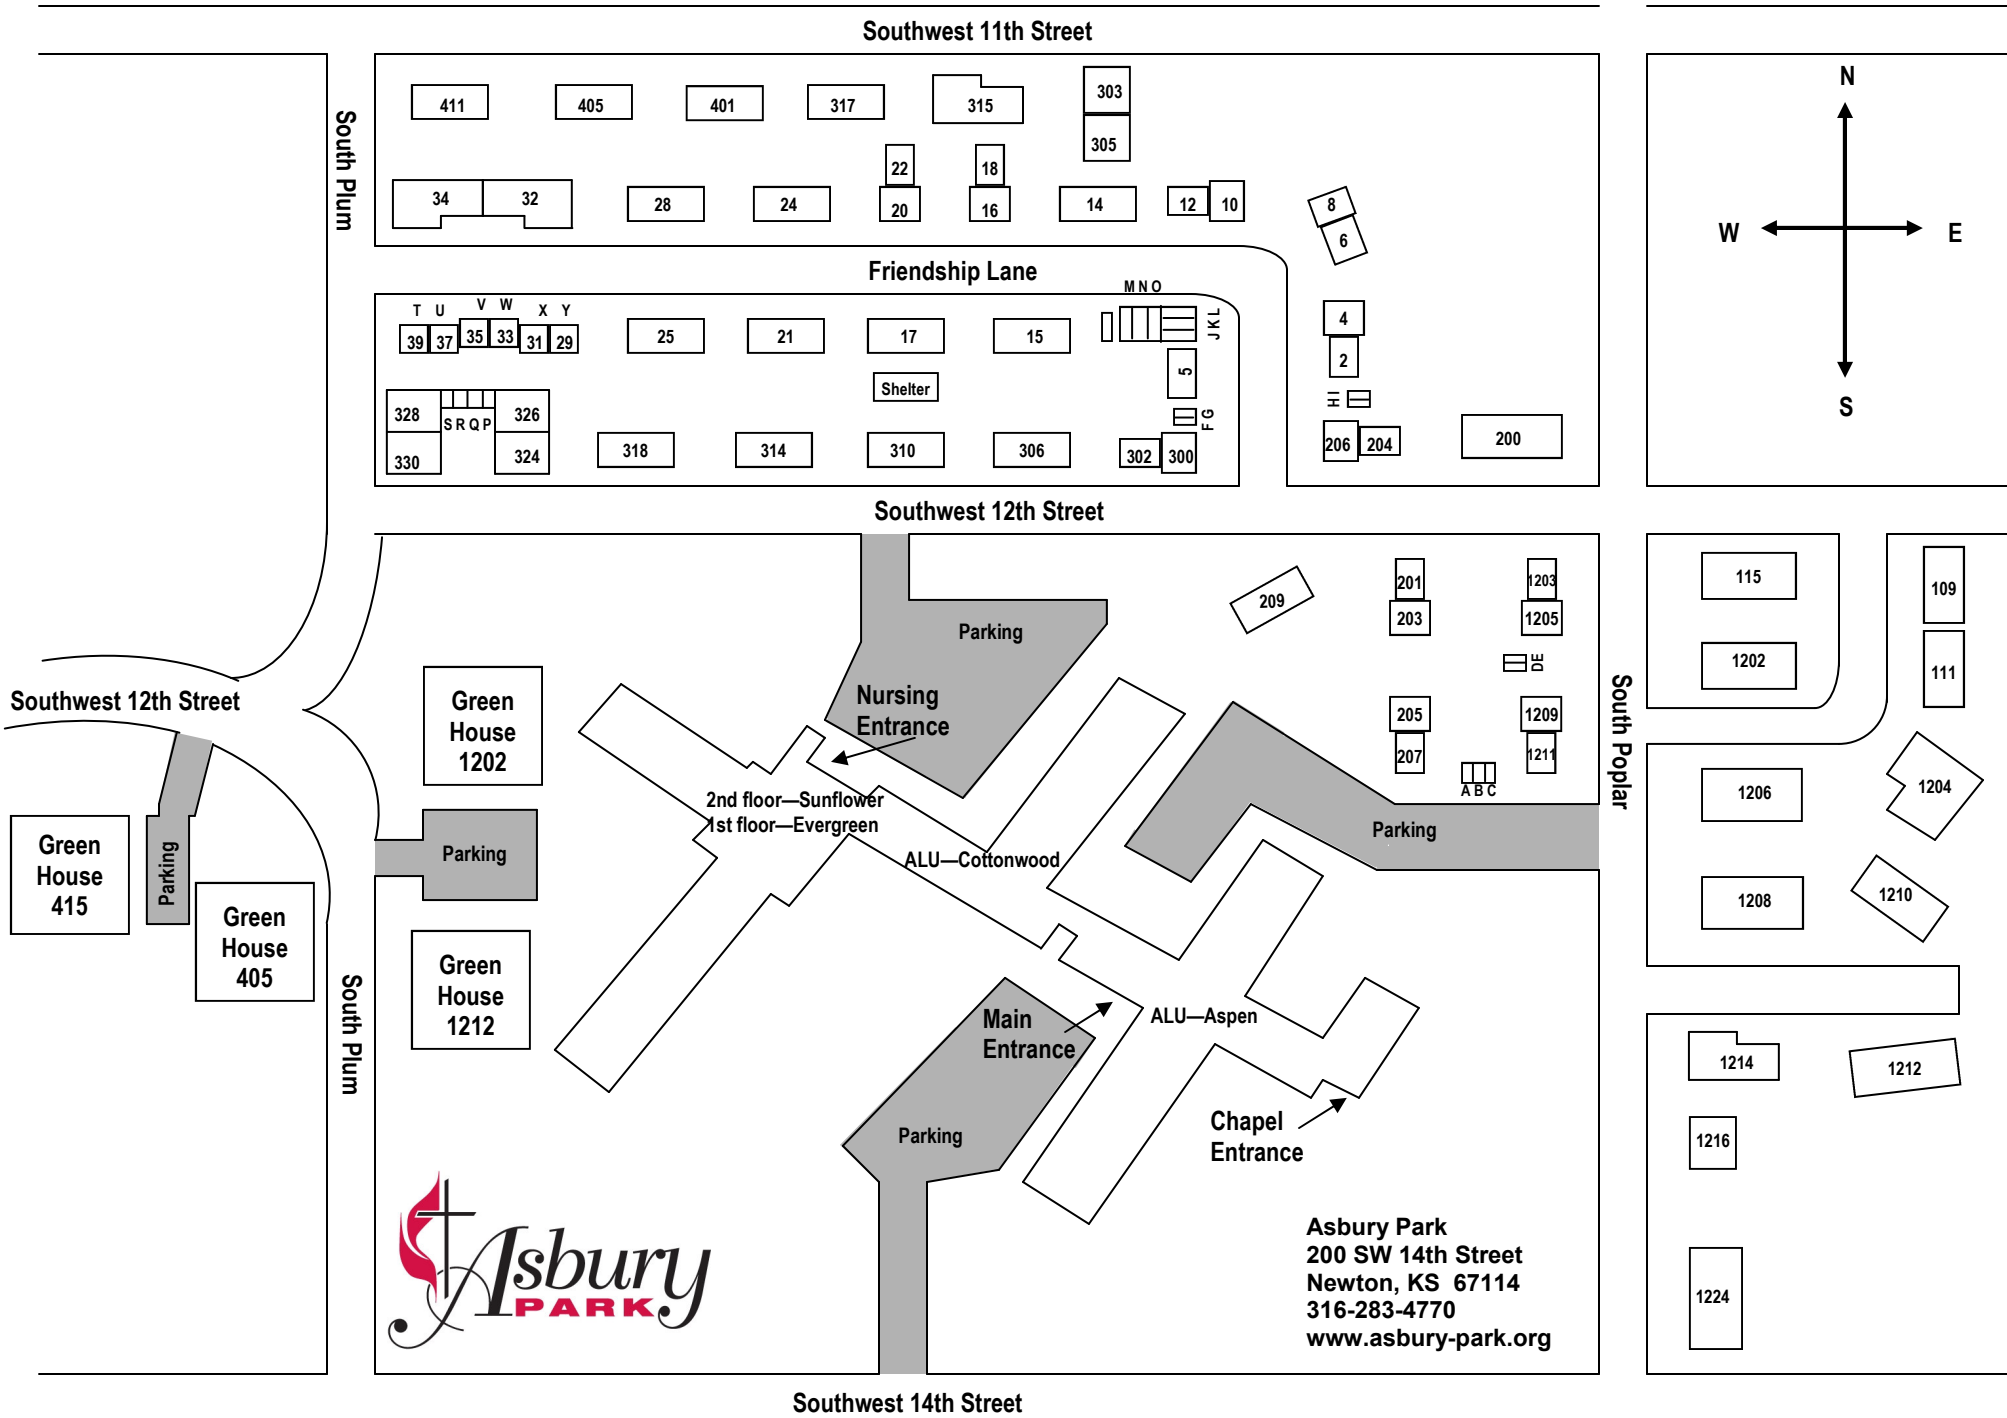 Southwest 11th Street
South Plum
411
405
401
317
315
303
305
22
18
34
32
28
24
20
16
14
12
10
8
6
N
W
E
S
Friendship Lane
T U
V W
X Y
39
37
35
33
31
29
25
21
17
15
M N O
J K L
5
F G
4
2
H I
Shelter
328
330
S R Q P
326
324
318
314
310
306
302
300
206
204
200
Southwest 12th Street
Parking
209
201
203
1203
1205
D E
205
207
1209
1211
A B C
115
1202
109
111
South Poplar
Southwest 12th Street
Green
House
1202
Nursing
Entrance
2nd floor—Sunflower
1st floor—Evergreen
ALU—Cottonwood
Parking
Parking
Green
House
415
Parking
Green
House
405
Green
House
1212
South Plum
1206
1204
1208
1210
Main
Entrance
ALU—Aspen
Chapel
Entrance
Parking
1214
1212
1216
1224
Asbury
PARK
Asbury Park
200 SW 14th Street
Newton, KS 67114
316-283-4770
www.asbury-park.org
Southwest 14th Street